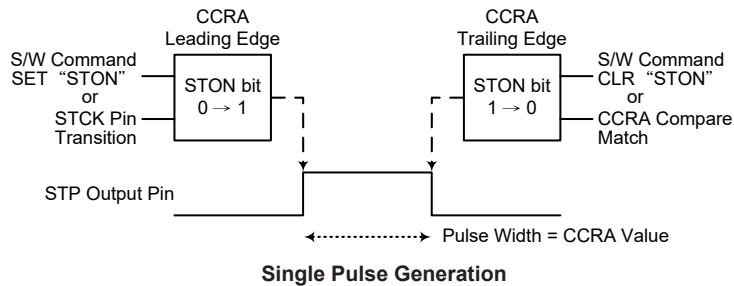 CCRA
Leading Edge
S/W Command
SET “STON”
or
STCK Pin
Transition
STON bit
0 → 1
CCRA
Trailing Edge
STON bit
1 → 0
S/W Command
CLR “STON”
or
CCRA Compare
Match
STP Output Pin
Pulse Width = CCRA Value
Single Pulse Generation